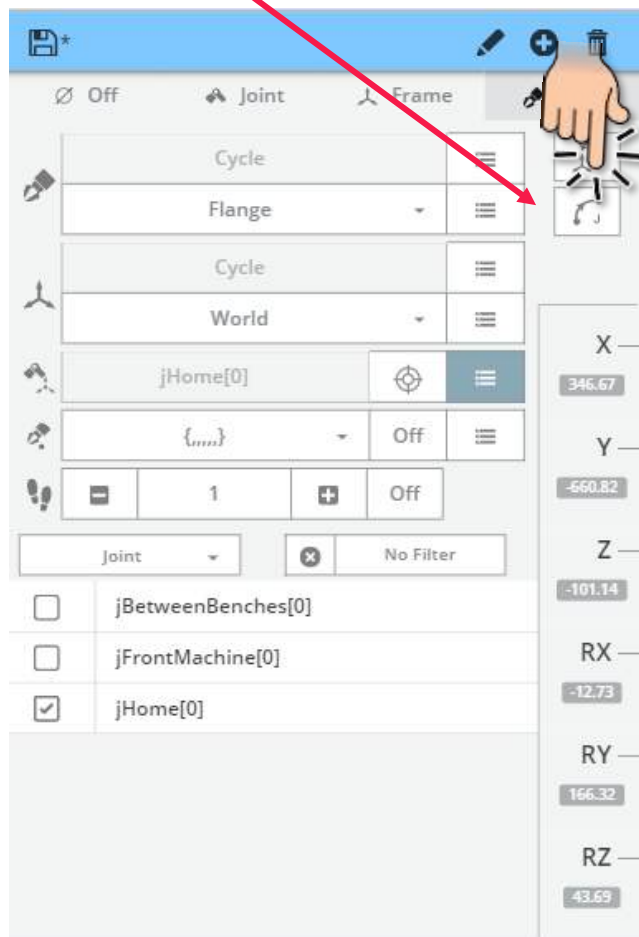 *
Off Joint Frame
Cycle
Flange
Cycle
World
jHome[0]
{,,,,,} Off
1 Off
Joint No Filter
jBetweenBenches[0]
jFrontMachine[0]
jHome[0]
J
X
346.67
Y
-660.82
Z
-101.14
RX
-12.73
RY
166.32
RZ
43.69